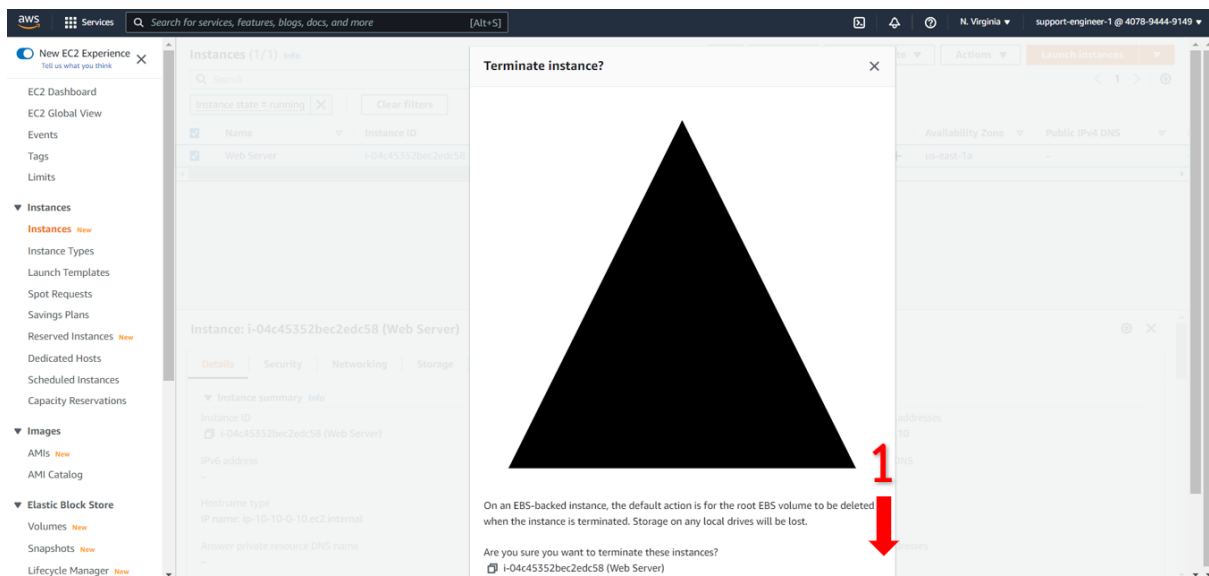 aws
Services
Search for services, features, blogs, docs, and more
[Alt+S]
N. Virginia ▼
support-engineer-1 @ 4078-9444-9149 ▼
New EC2 Experience
Tell us what you think
EC2 Dashboard
EC2 Global View
Events
Tags
Limits
Instances
Instances New
Instance Types
Launch Templates
Spot Requests
Savings Plans
Reserved Instances New
Dedicated Hosts
Scheduled Instances
Capacity Reservations
Images
AMIs New
AMI Catalog
Elastic Block Store
Volumes New
Snapshots New
Lifecycle Manager New
Instances (1/1) Info
Actions
Launch instances
Search
1
Instance state = running
Clear filters
Name
Instance ID
Availability Zone
Public IPv4 DNS
Web Server
i-04c45352bec2edc58
us-east-1a
–
Instance: i-04c45352bec2edc58 (Web Server)
Details
Security
Networking
Storage
Instance summary Info
Instance ID
addresses
i-04c45352bec2edc58 (Web Server)
10
IPv6 address
DNS
–
Hostname type
IP name: ip-10-10-0-10.ec2.internal
Answer private resource DNS name
–
Terminate instance?
1
On an EBS-backed instance, the default action is for the root EBS volume to be deleted
when the instance is terminated. Storage on any local drives will be lost.
Are you sure you want to terminate these instances?
i-04c45352bec2edc58 (Web Server)